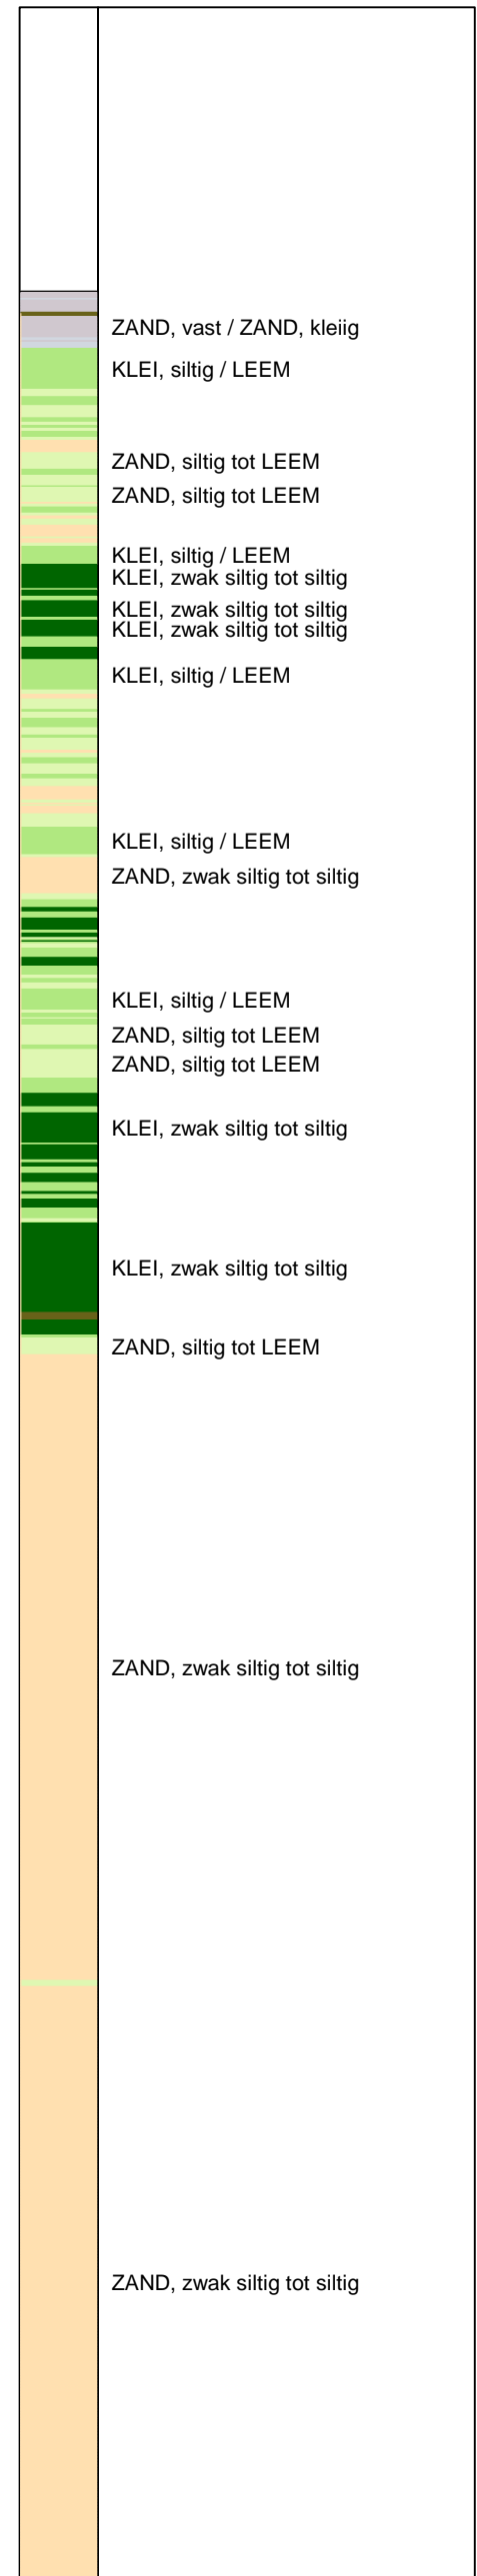 ZAND, vast / ZAND, kleiig
KLEI, siltig / LEEM
ZAND, siltig tot LEEM
ZAND, siltig tot LEEM
KLEI, siltig / LEEM
KLEI, zwak siltig tot siltig
KLEI, zwak siltig tot siltig
KLEI, zwak siltig tot siltig
KLEI, siltig / LEEM
KLEI, siltig / LEEM
ZAND, zwak siltig tot siltig
KLEI, siltig / LEEM
ZAND, siltig tot LEEM
ZAND, siltig tot LEEM
KLEI, zwak siltig tot siltig
KLEI, zwak siltig tot siltig
ZAND, siltig tot LEEM
ZAND, zwak siltig tot siltig
ZAND, zwak siltig tot siltig